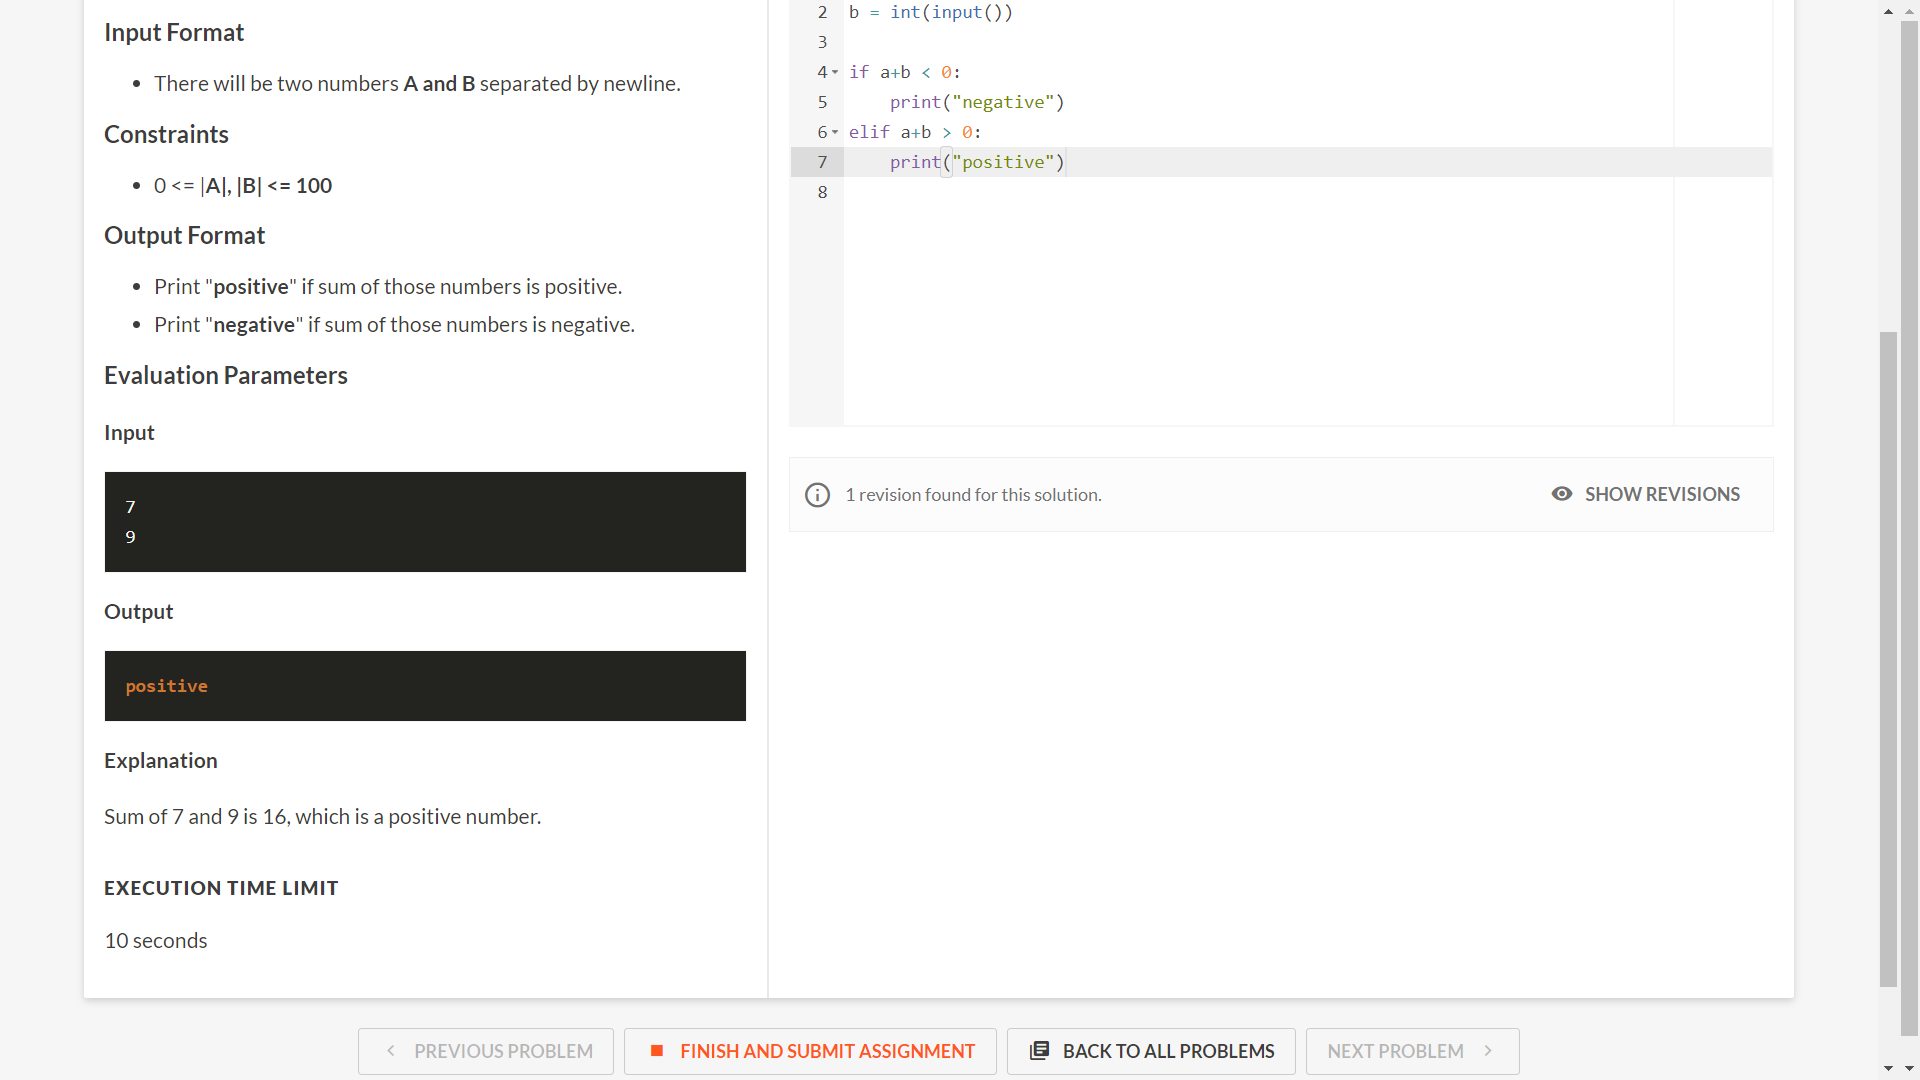 Input Format
There will be two numbers A and B separated by newline.
Constraints
0 <= |A|, |B| <= 100
Output Format
Print "positive" if sum of those numbers is positive.
Print "negative" if sum of those numbers is negative.
Evaluation Parameters
Input
7
9
Output
positive
Explanation
Sum of 7 and 9 is 16, which is a positive number.
EXECUTION TIME LIMIT
10 seconds
2 b = int(input())
3
4 if a+b < 0:
5     print("negative")
6 elif a+b > 0:
7     print("positive")
8
1 revision found for this solution.
SHOW REVISIONS
PREVIOUS PROBLEM
FINISH AND SUBMIT ASSIGNMENT
BACK TO ALL PROBLEMS
NEXT PROBLEM